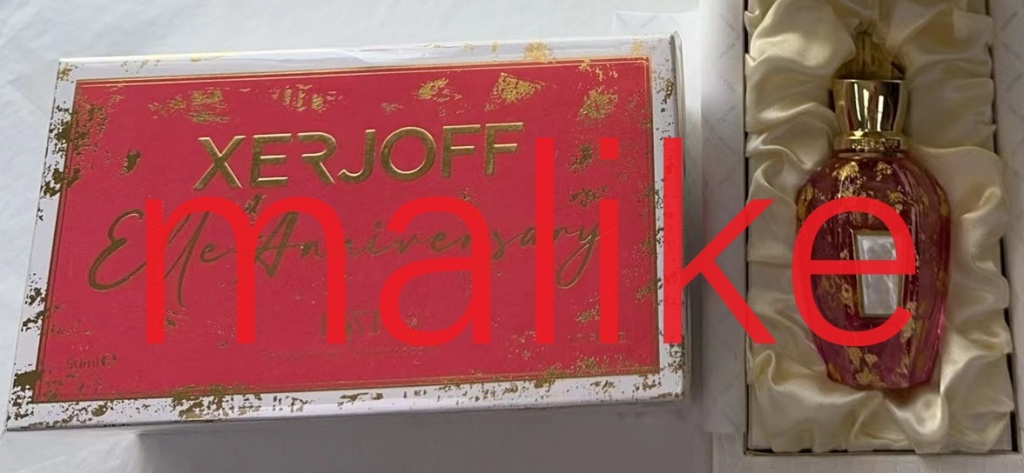 XERJOFF
Elle Anniversary
50ml e
malike